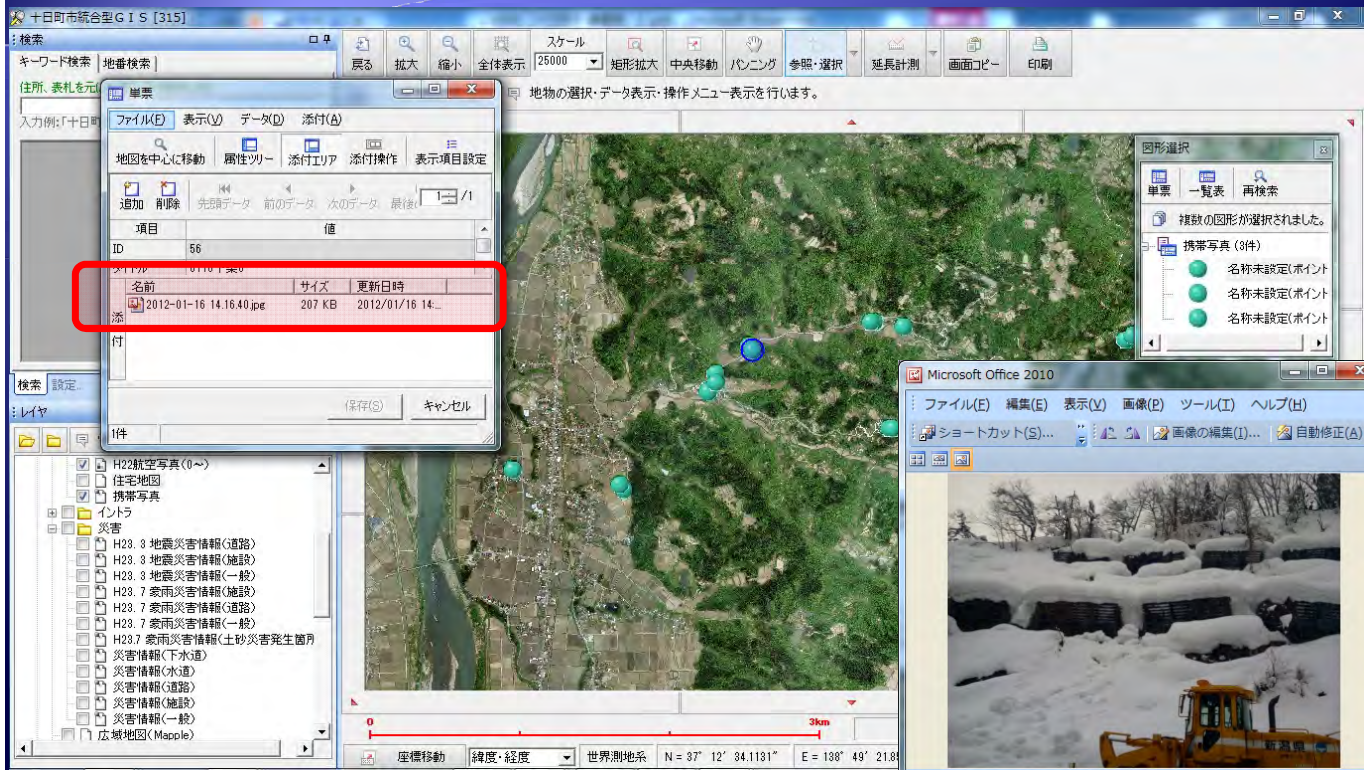 十日町市統合型GIS [315]
検索
キーワード検索 地番検索
住所、表札を元
入力例:「十日町
戻る 拡大 縮小 全体表示 スケール 25000 矩形拡大 中央移動 パンニング 参照・選択 延長計測 画面コピー 印刷
地物の選択・データ表示・操作メニュー表示を行います。
単票
ファイル(F) 表示(V) データ(D) 添付(A)
地図を中心に移動 属性ツリー 添付エリア 添付操作 表示項目設定
追加 削除 先頭データ 前のデータ 次のデータ 最後 1 /1
項目 値
ID 56
タイトル
名前 サイズ 更新日時
2012-01-16 14.16.40.jpg 207 KB 2012/01/16 14:...
添
付
保存(S) キャンセル
1件
検索 設定
レイヤ
H22航空写真(0~)
住宅地図
携帯写真
イントラ
災害
H23. 3 地震災害情報(道路)
H23. 3 地震災害情報(施設)
H23. 3 地震災害情報(一般)
H23. 7 豪雨災害情報(施設)
H23. 7 豪雨災害情報(道路)
H23. 7 豪雨災害情報(一般)
H23.7 豪雨災害情報(土砂災害発生箇所
災害情報(下水道)
災害情報(水道)
災害情報(道路)
災害情報(施設)
災害情報(一般)
広域地図(Mapple)
図形選択
単票 一覧表 再検索
複数の図形が選択されました。
携帯写真 (3件)
名称未設定(ポイント
名称未設定(ポイント
名称未設定(ポイント
Microsoft Office 2010
ファイル(F) 編集(E) 表示(V) 画像(P) ツール(T) ヘルプ(H)
ショートカット(S)... 画像の編集(I)... 自動修正(A)
0 3km
座標移動 緯度・経度 世界測地系 N = 37° 12' 34.1131" E = 138° 49' 21.85